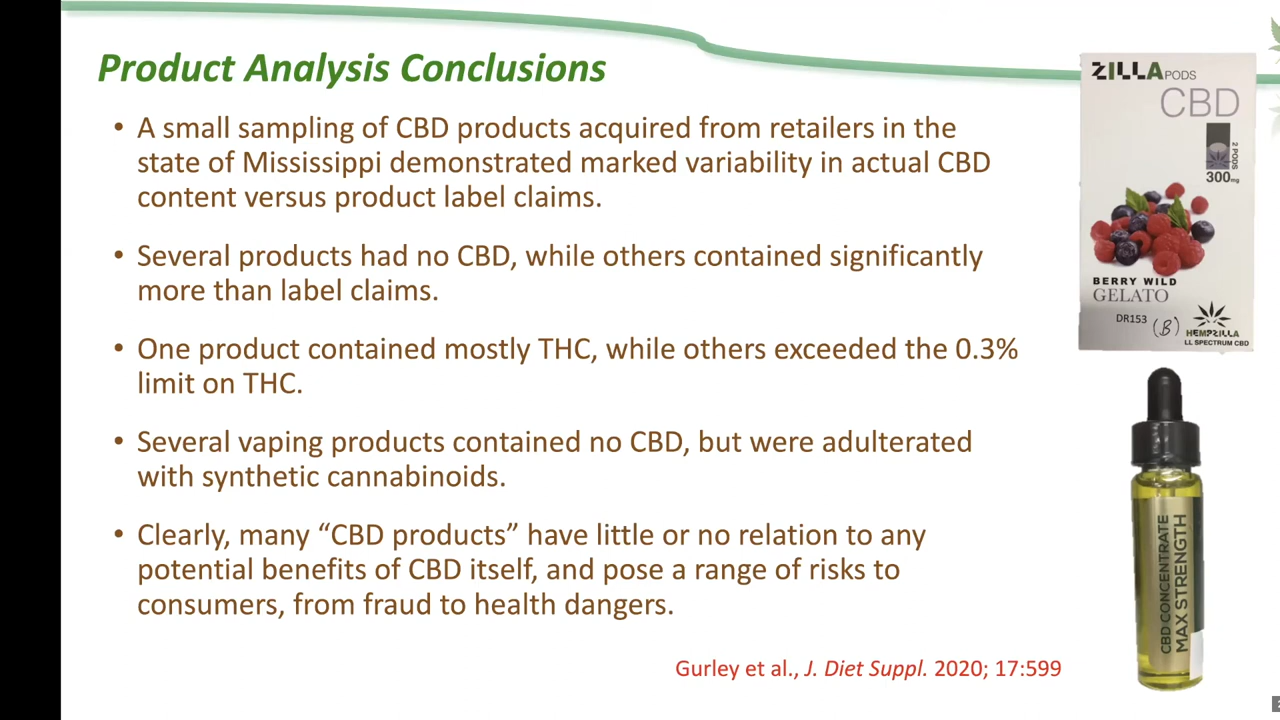 Product Analysis Conclusions
• A small sampling of CBD products acquired from retailers in the
state of Mississippi demonstrated marked variability in actual CBD
content versus product label claims.
• Several products had no CBD, while others contained significantly
more than label claims.
• One product contained mostly THC, while others exceeded the 0.3%
limit on THC.
• Several vaping products contained no CBD, but were adulterated
with synthetic cannabinoids.
• Clearly, many “CBD products” have little or no relation to any
potential benefits of CBD itself, and pose a range of risks to
consumers, from fraud to health dangers.
Gurley et al., J. Diet Suppl. 2020; 17:599
ZILLA PODS
CBD
2 PODS
300mg
BERRY WILD
GELATO
DR153 (B)
HEMPZILLA
LL SPECTRUM CBD
CBD CONCENTRATE
MAX STRENGTH